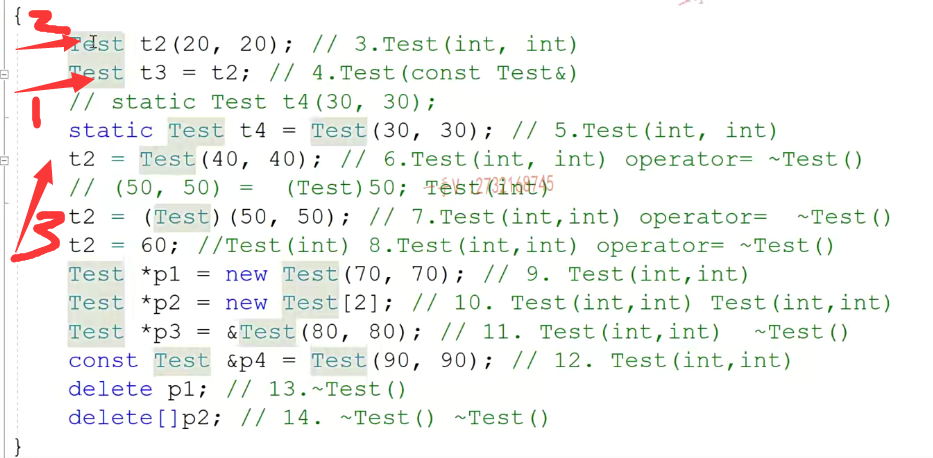 {
Test t2(20, 20); // 3.Test(int, int)
Test t3 = t2; // 4.Test(const Test&)
// static Test t4(30, 30);
static Test t4 = Test(30, 30); // 5.Test(int, int)
t2 = Test(40, 40); // 6.Test(int, int) operator= ~Test()
// (50, 50) = (Test)50; Test(int)
t2 = (Test)(50, 50); // 7.Test(int,int) operator= ~Test()
t2 = 60; //Test(int) 8.Test(int,int) operator= ~Test()
Test *p1 = new Test(70, 70); // 9. Test(int,int)
Test *p2 = new Test[2]; // 10. Test(int,int) Test(int,int)
Test *p3 = &Test(80, 80); // 11. Test(int,int) ~Test()
const Test &p4 = Test(90, 90); // 12. Test(int,int)
delete p1; // 13.~Test()
delete[]p2; // 14. ~Test() ~Test()
}
2
1
3